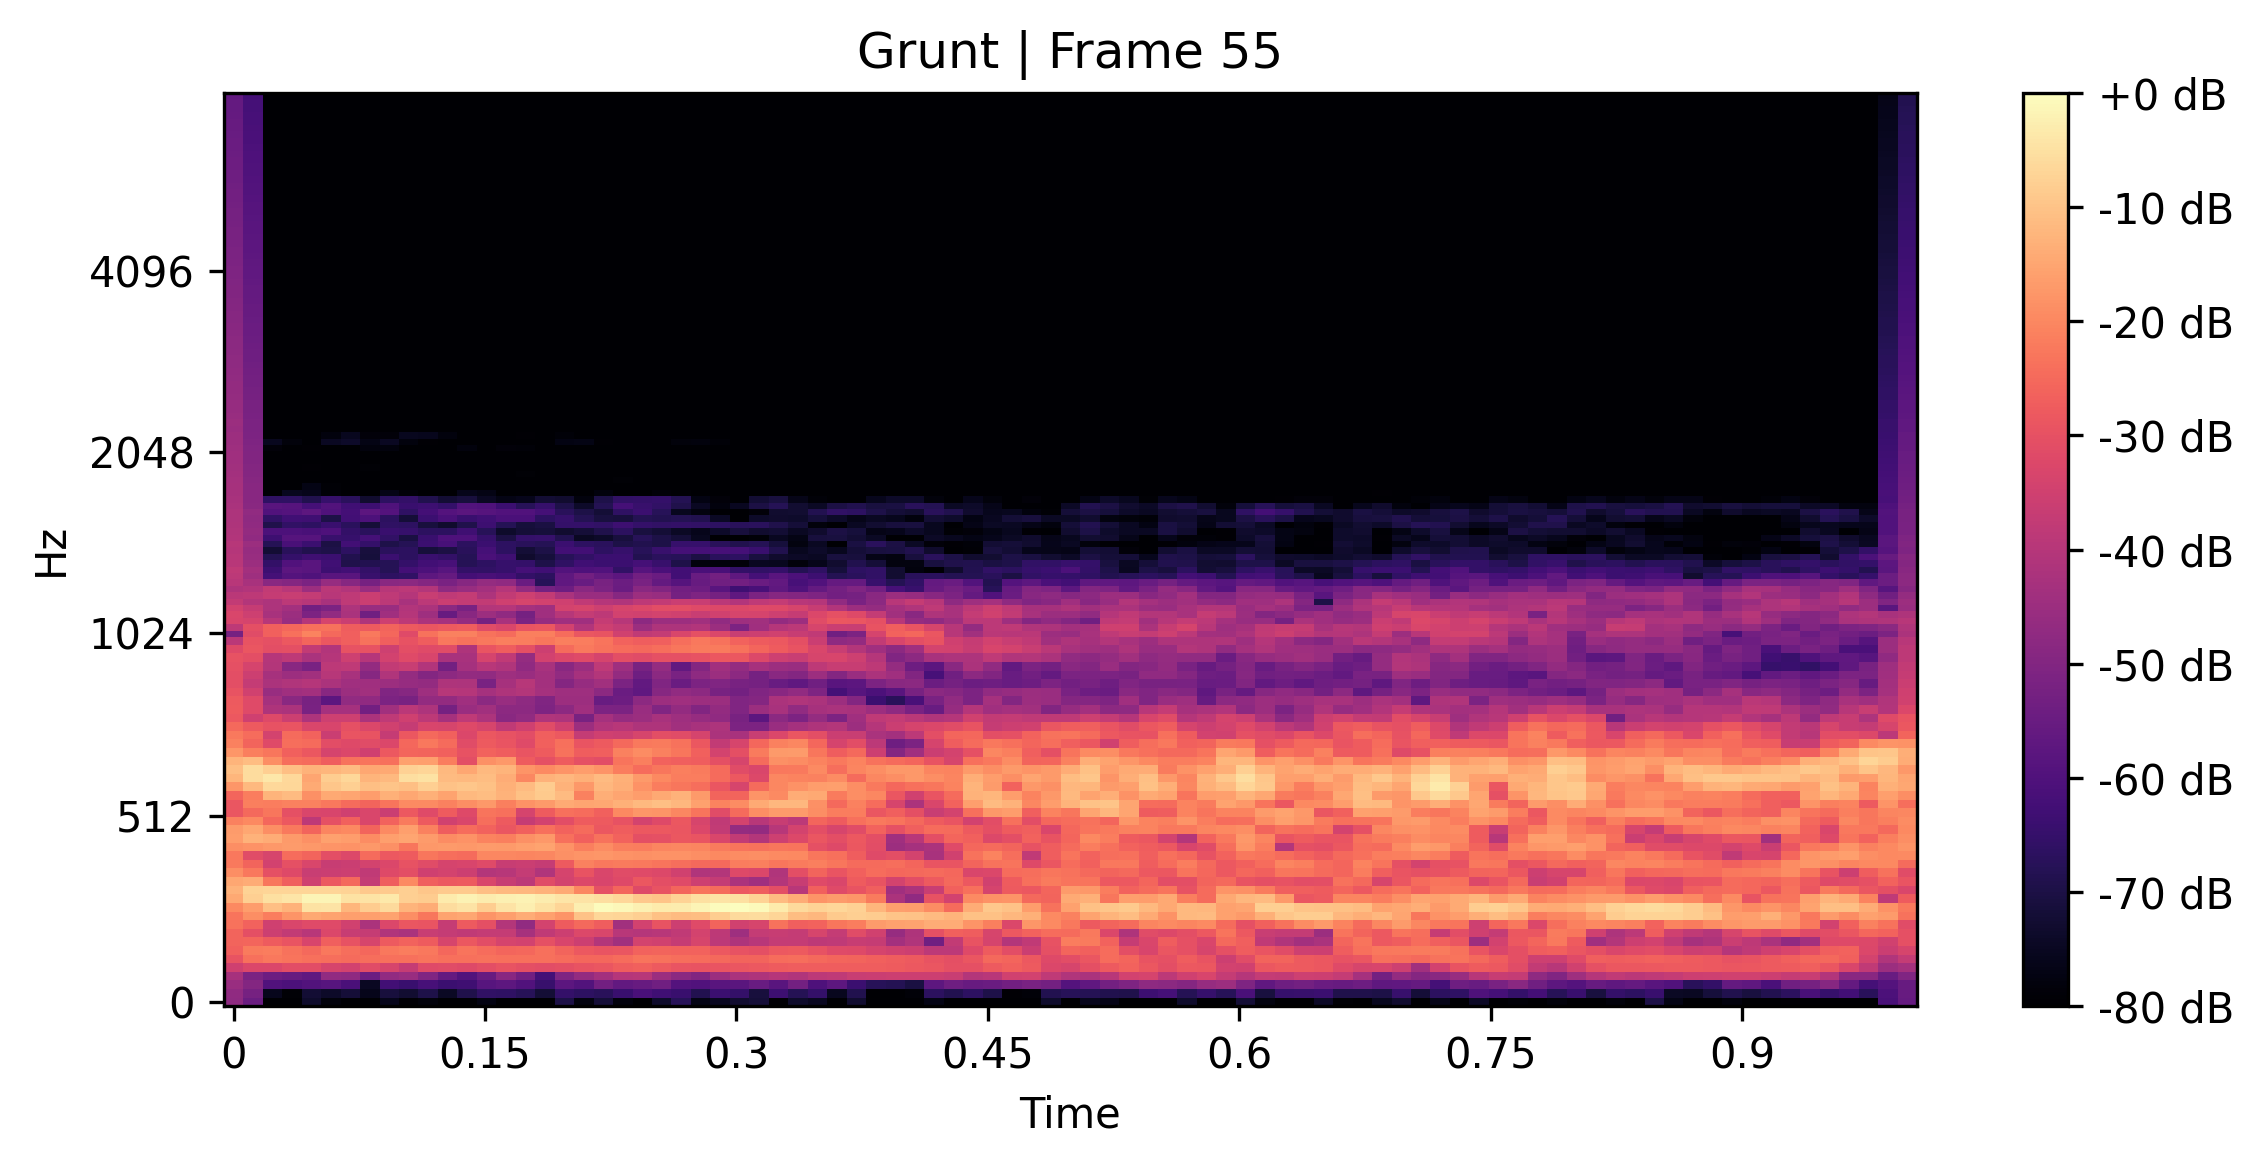 Grunt | Frame 55
+0 dB
-10 dB
-20 dB
-30 dB
-40 dB
-50 dB
-60 dB
-70 dB
-80 dB
4096
2048
1024
512
0
Hz
0 0.15 0.3 0.45 0.6 0.75 0.9
Time